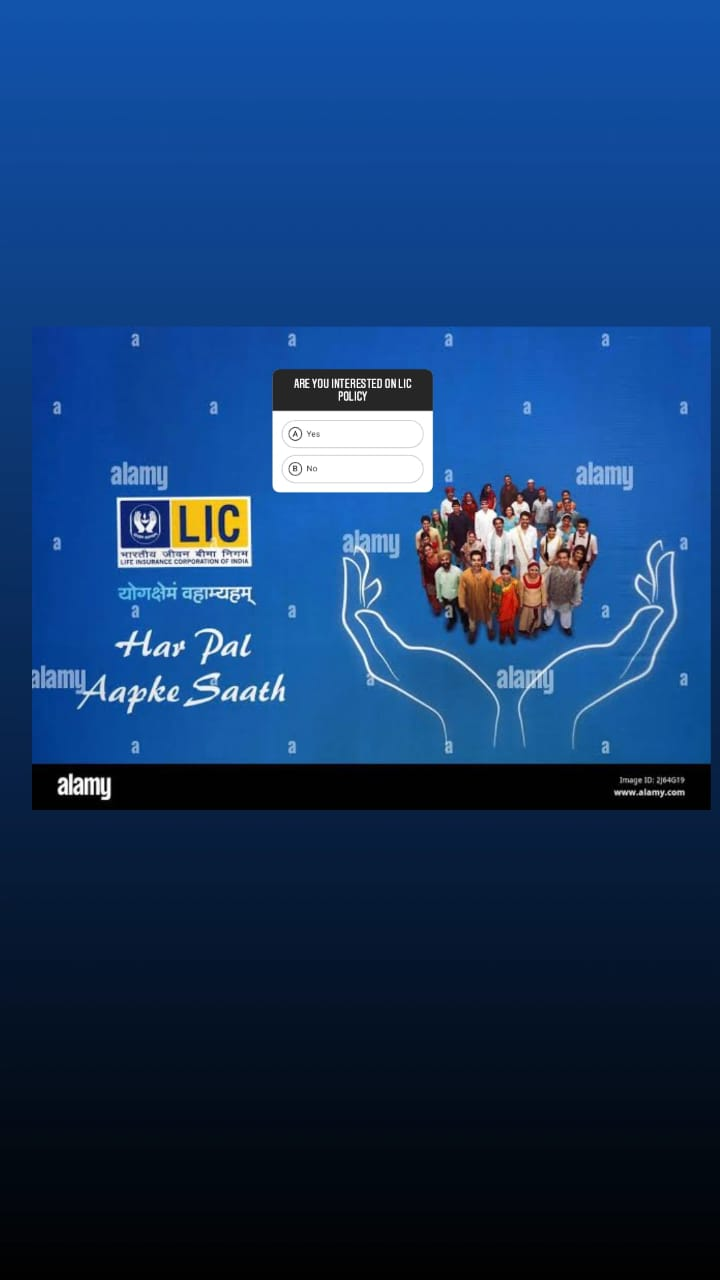 ARE YOU INTERESTED ON LIC
POLICY
A Yes
B No
LIC
भारतीय जीवन बीमा निगम
LIFE INSURANCE CORPORATION OF INDIA
योगक्षेमं वहाम्यहम्
Har Pal
Aapke Saath
a a a a
a a a a
alamy a alamy
a alamy a
a a a
alamy a alamy a
a a a a
alamy
Image ID: 2J64G19
www.alamy.com